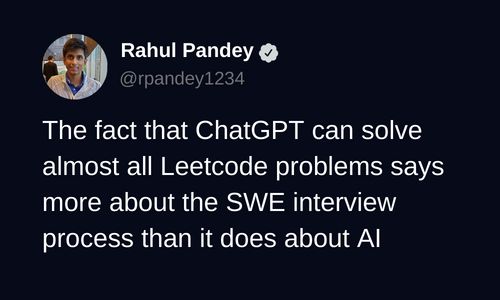 Rahul Pandey
@rpandey1234
The fact that ChatGPT can solve
almost all Leetcode problems says
more about the SWE interview
process than it does about AI